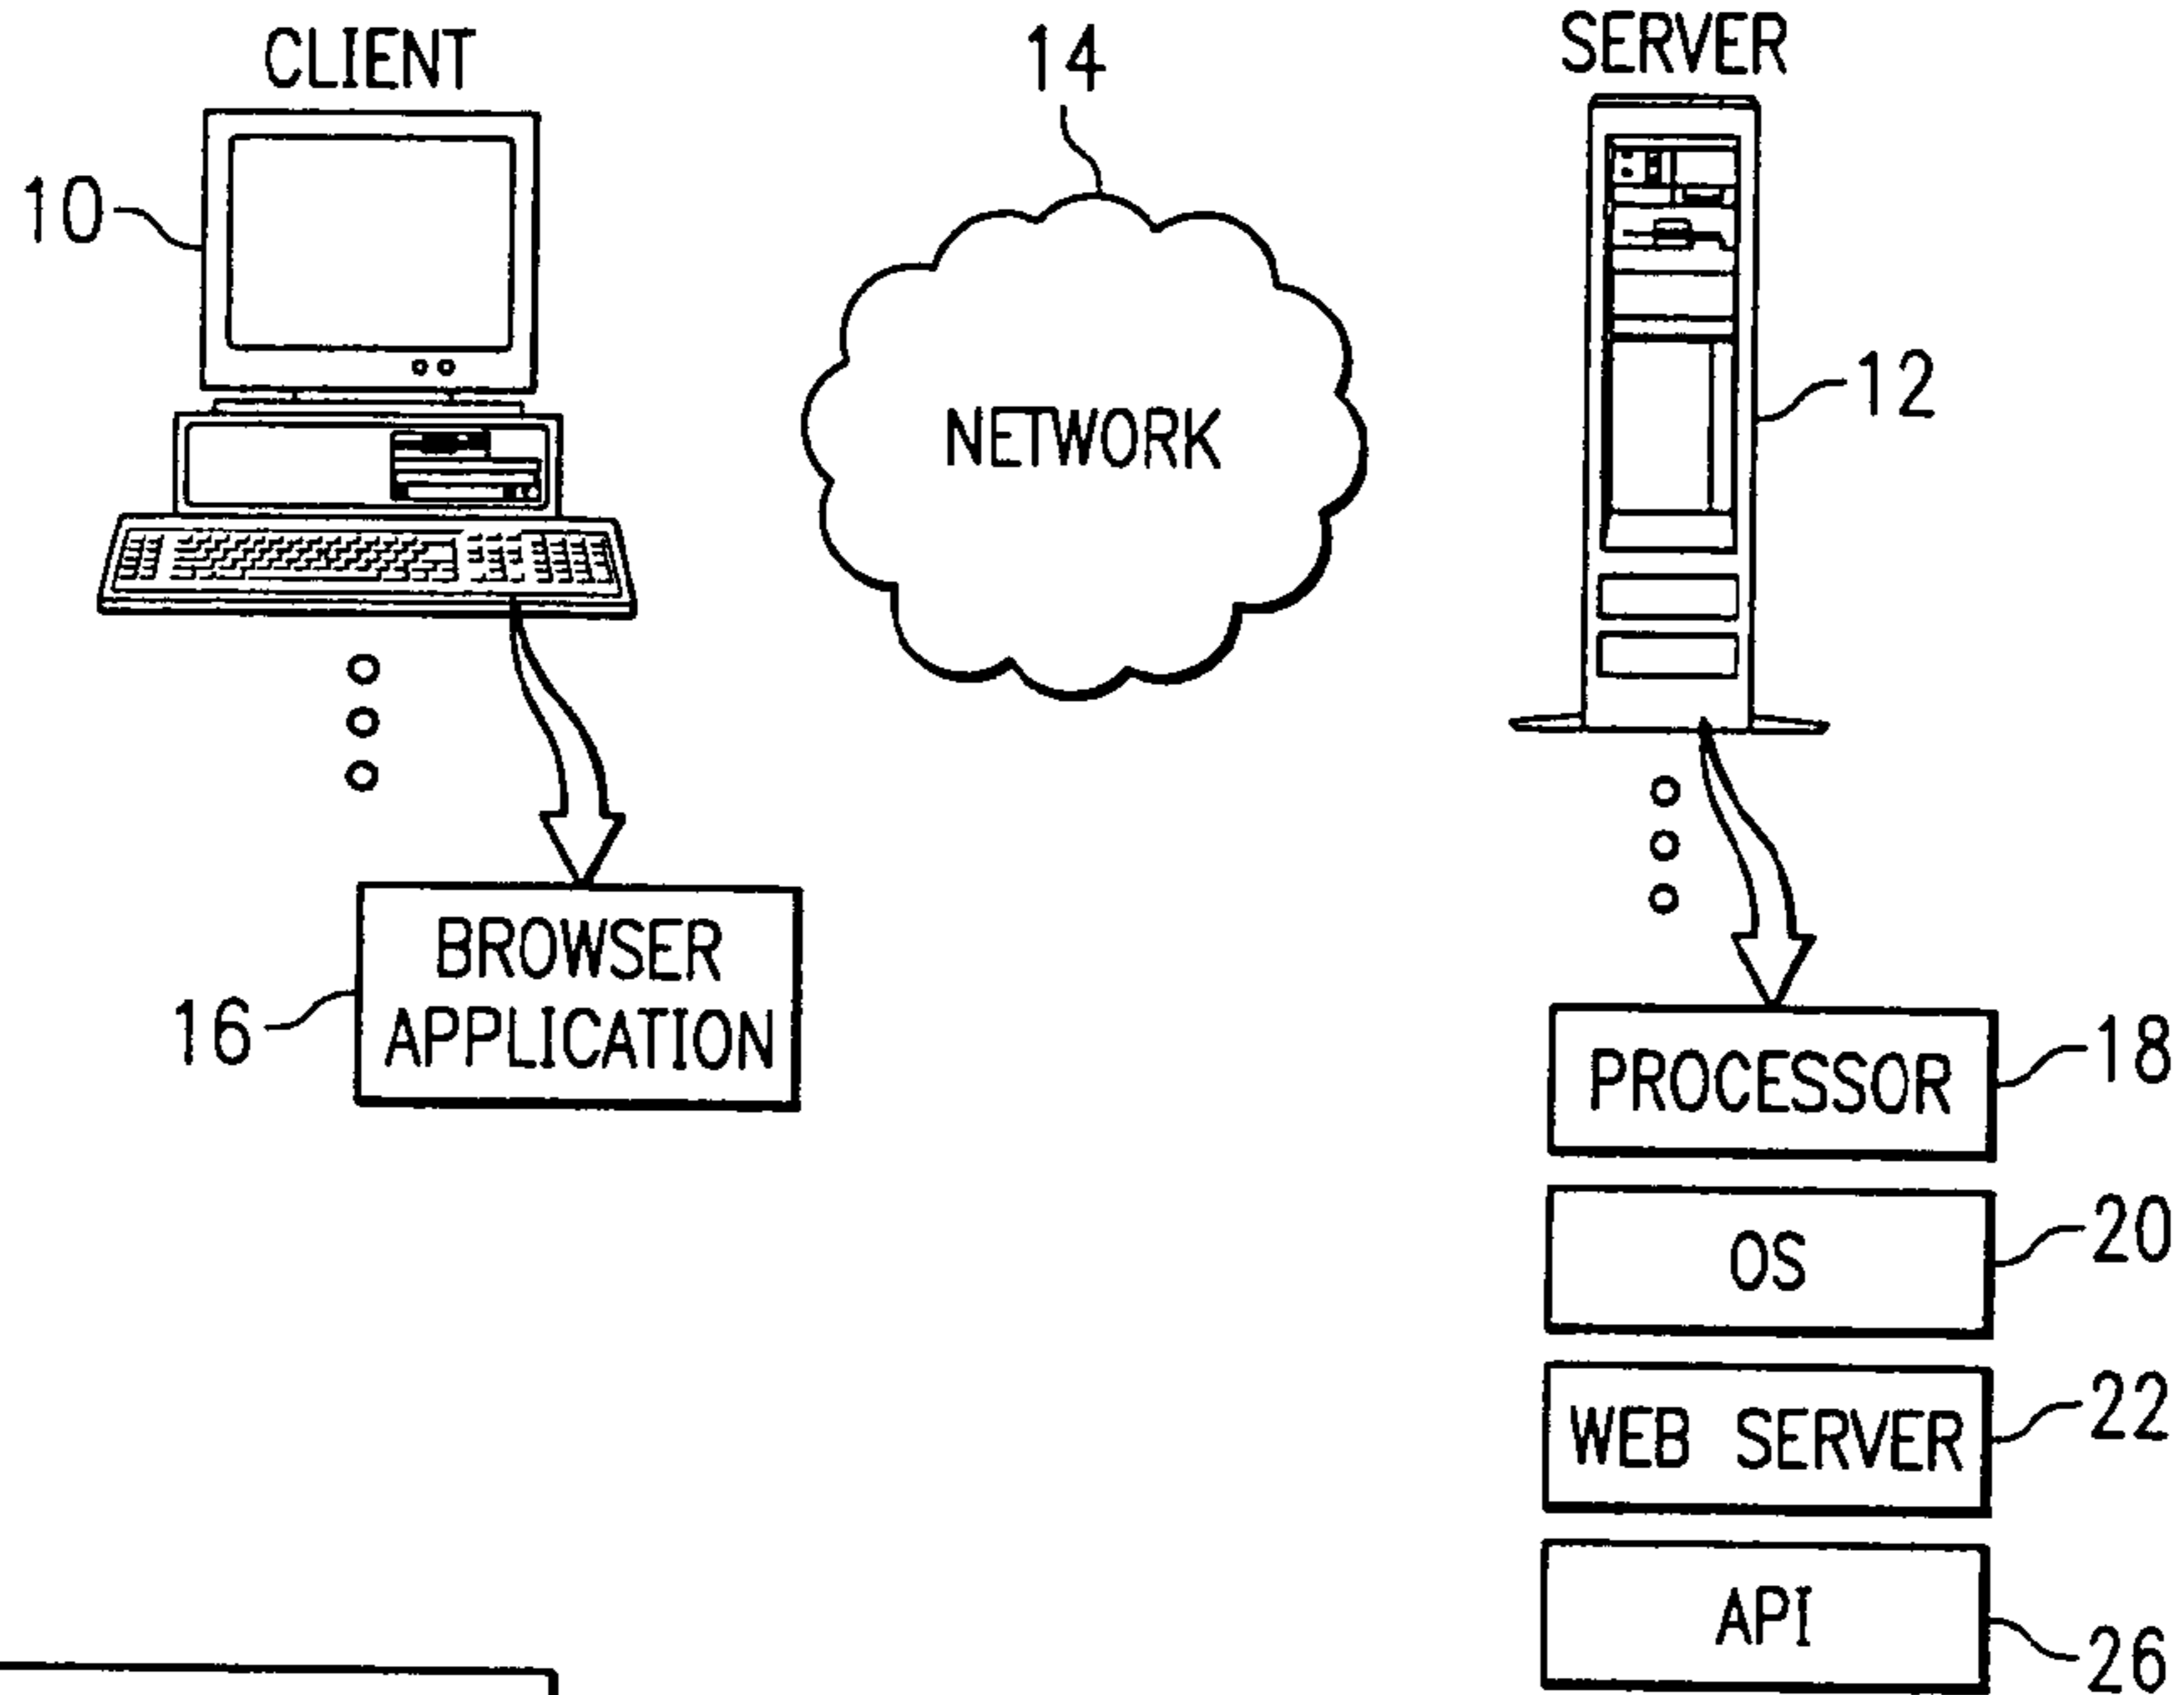 CLIENT
14
SERVER
10
12
NETWORK
BROWSER
APPLICATION
16
PROCESSOR
18
OS
20
WEB SERVER
22
API
26